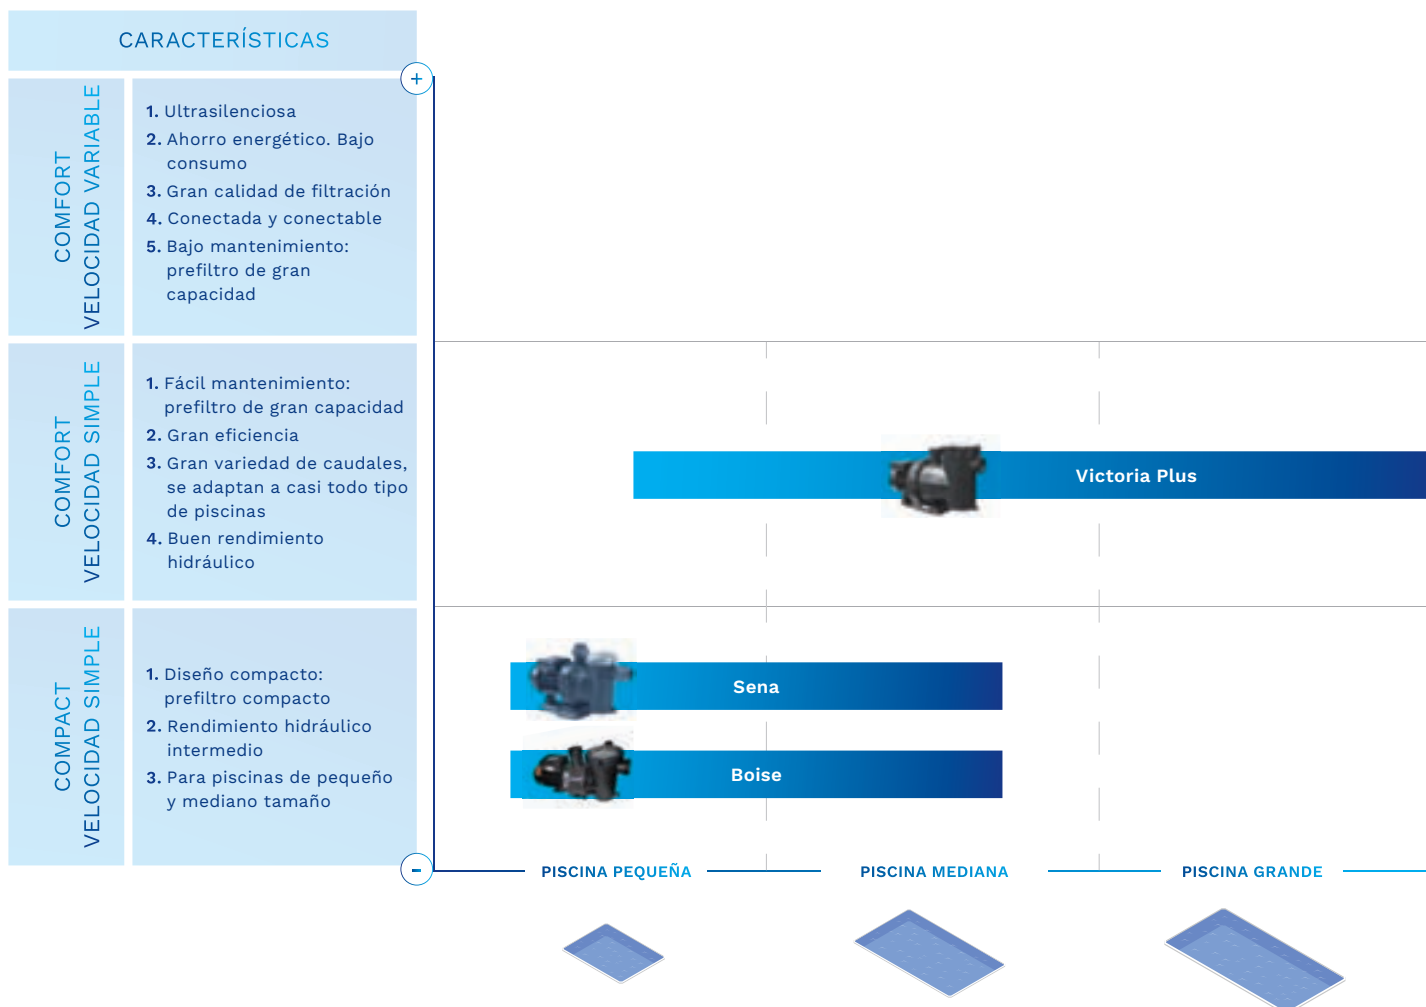 CARACTERÍSTICAS
+
COMFORT
VELOCIDAD VARIABLE
1. Ultrasilenciosa
2. Ahorro energético. Bajo
consumo
3. Gran calidad de filtración
4. Conectada y conectable
5. Bajo mantenimiento:
prefiltro de gran
capacidad
COMFORT
VELOCIDAD SIMPLE
1. Fácil mantenimiento:
prefiltro de gran capacidad
2. Gran eficiencia
3. Gran variedad de caudales,
se adaptan a casi todo tipo
de piscinas
4. Buen rendimiento
hidráulico
Victoria Plus
COMPACT
VELOCIDAD SIMPLE
1. Diseño compacto:
prefiltro compacto
2. Rendimiento hidráulico
intermedio
3. Para piscinas de pequeño
y mediano tamaño
Sena
Boise
-
PISCINA PEQUEÑA
PISCINA MEDIANA
PISCINA GRANDE